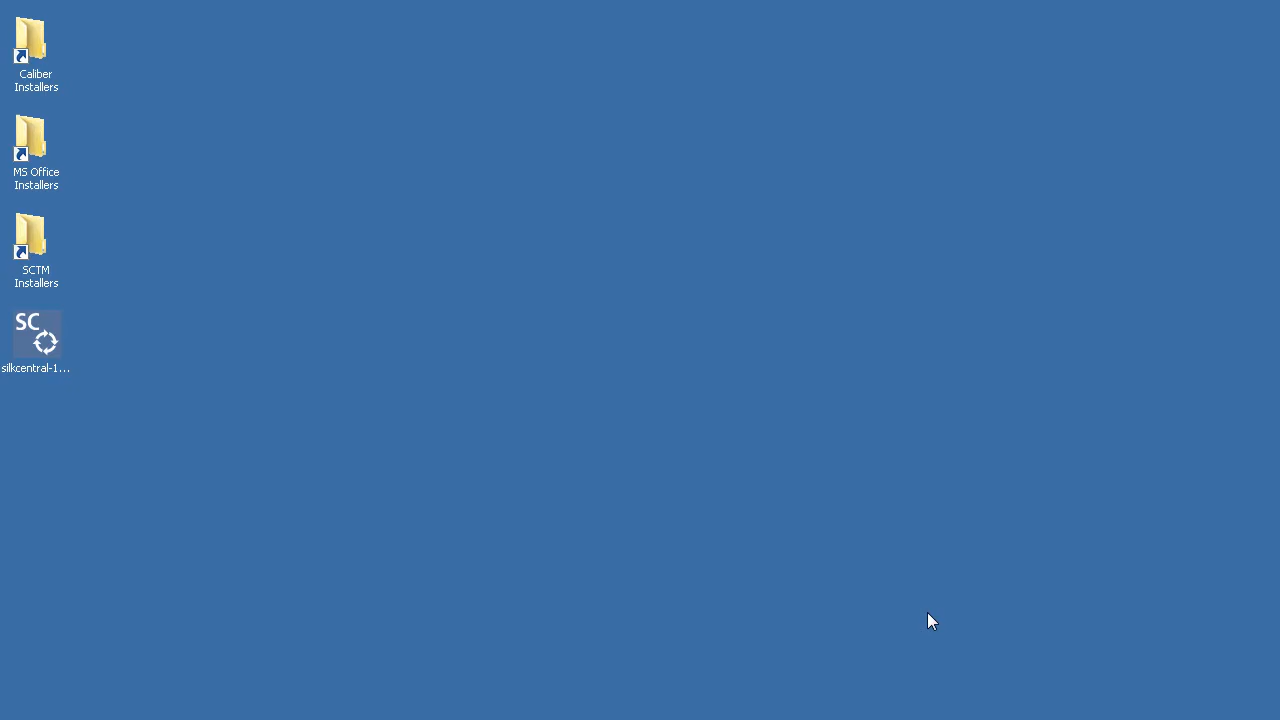 Caliber
Installers
MS Office
Installers
SCTM
Installers
SC
silkcentral-1...